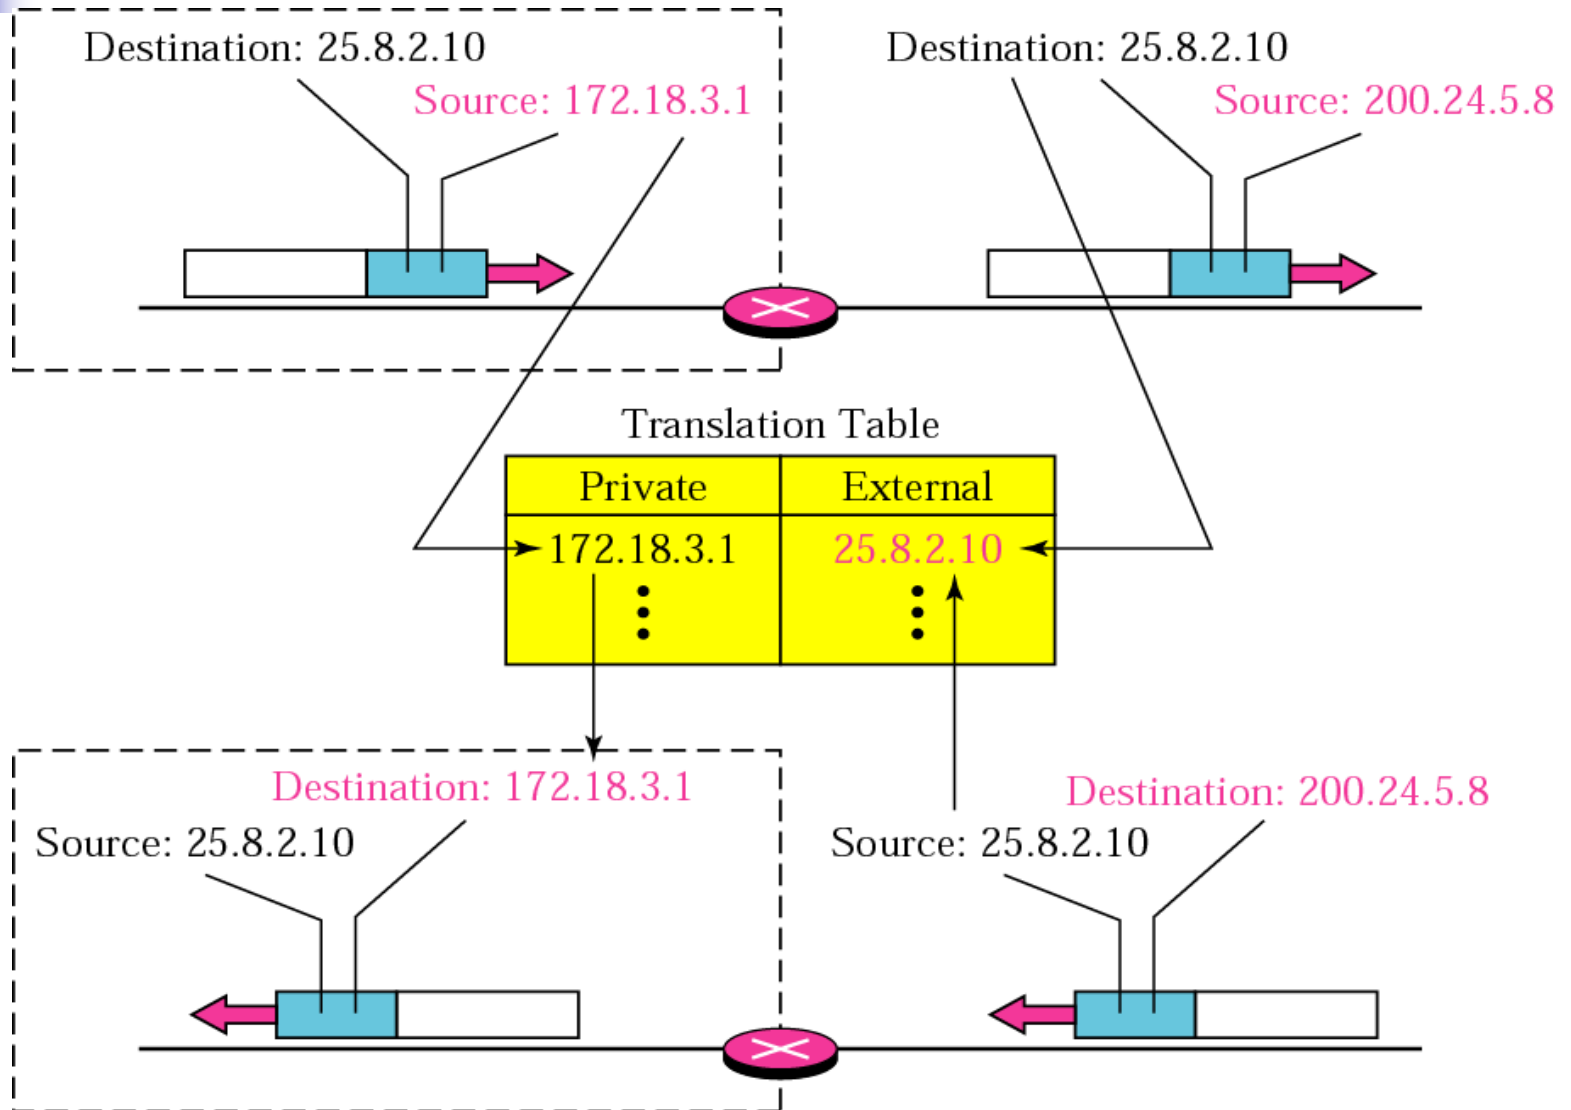 Destination: 25.8.2.10
Source: 172.18.3.1
Destination: 25.8.2.10
Source: 200.24.5.8
Translation Table
Private
External
172.18.3.1
25.8.2.10
Destination: 172.18.3.1
Source: 25.8.2.10
Destination: 200.24.5.8
Source: 25.8.2.10